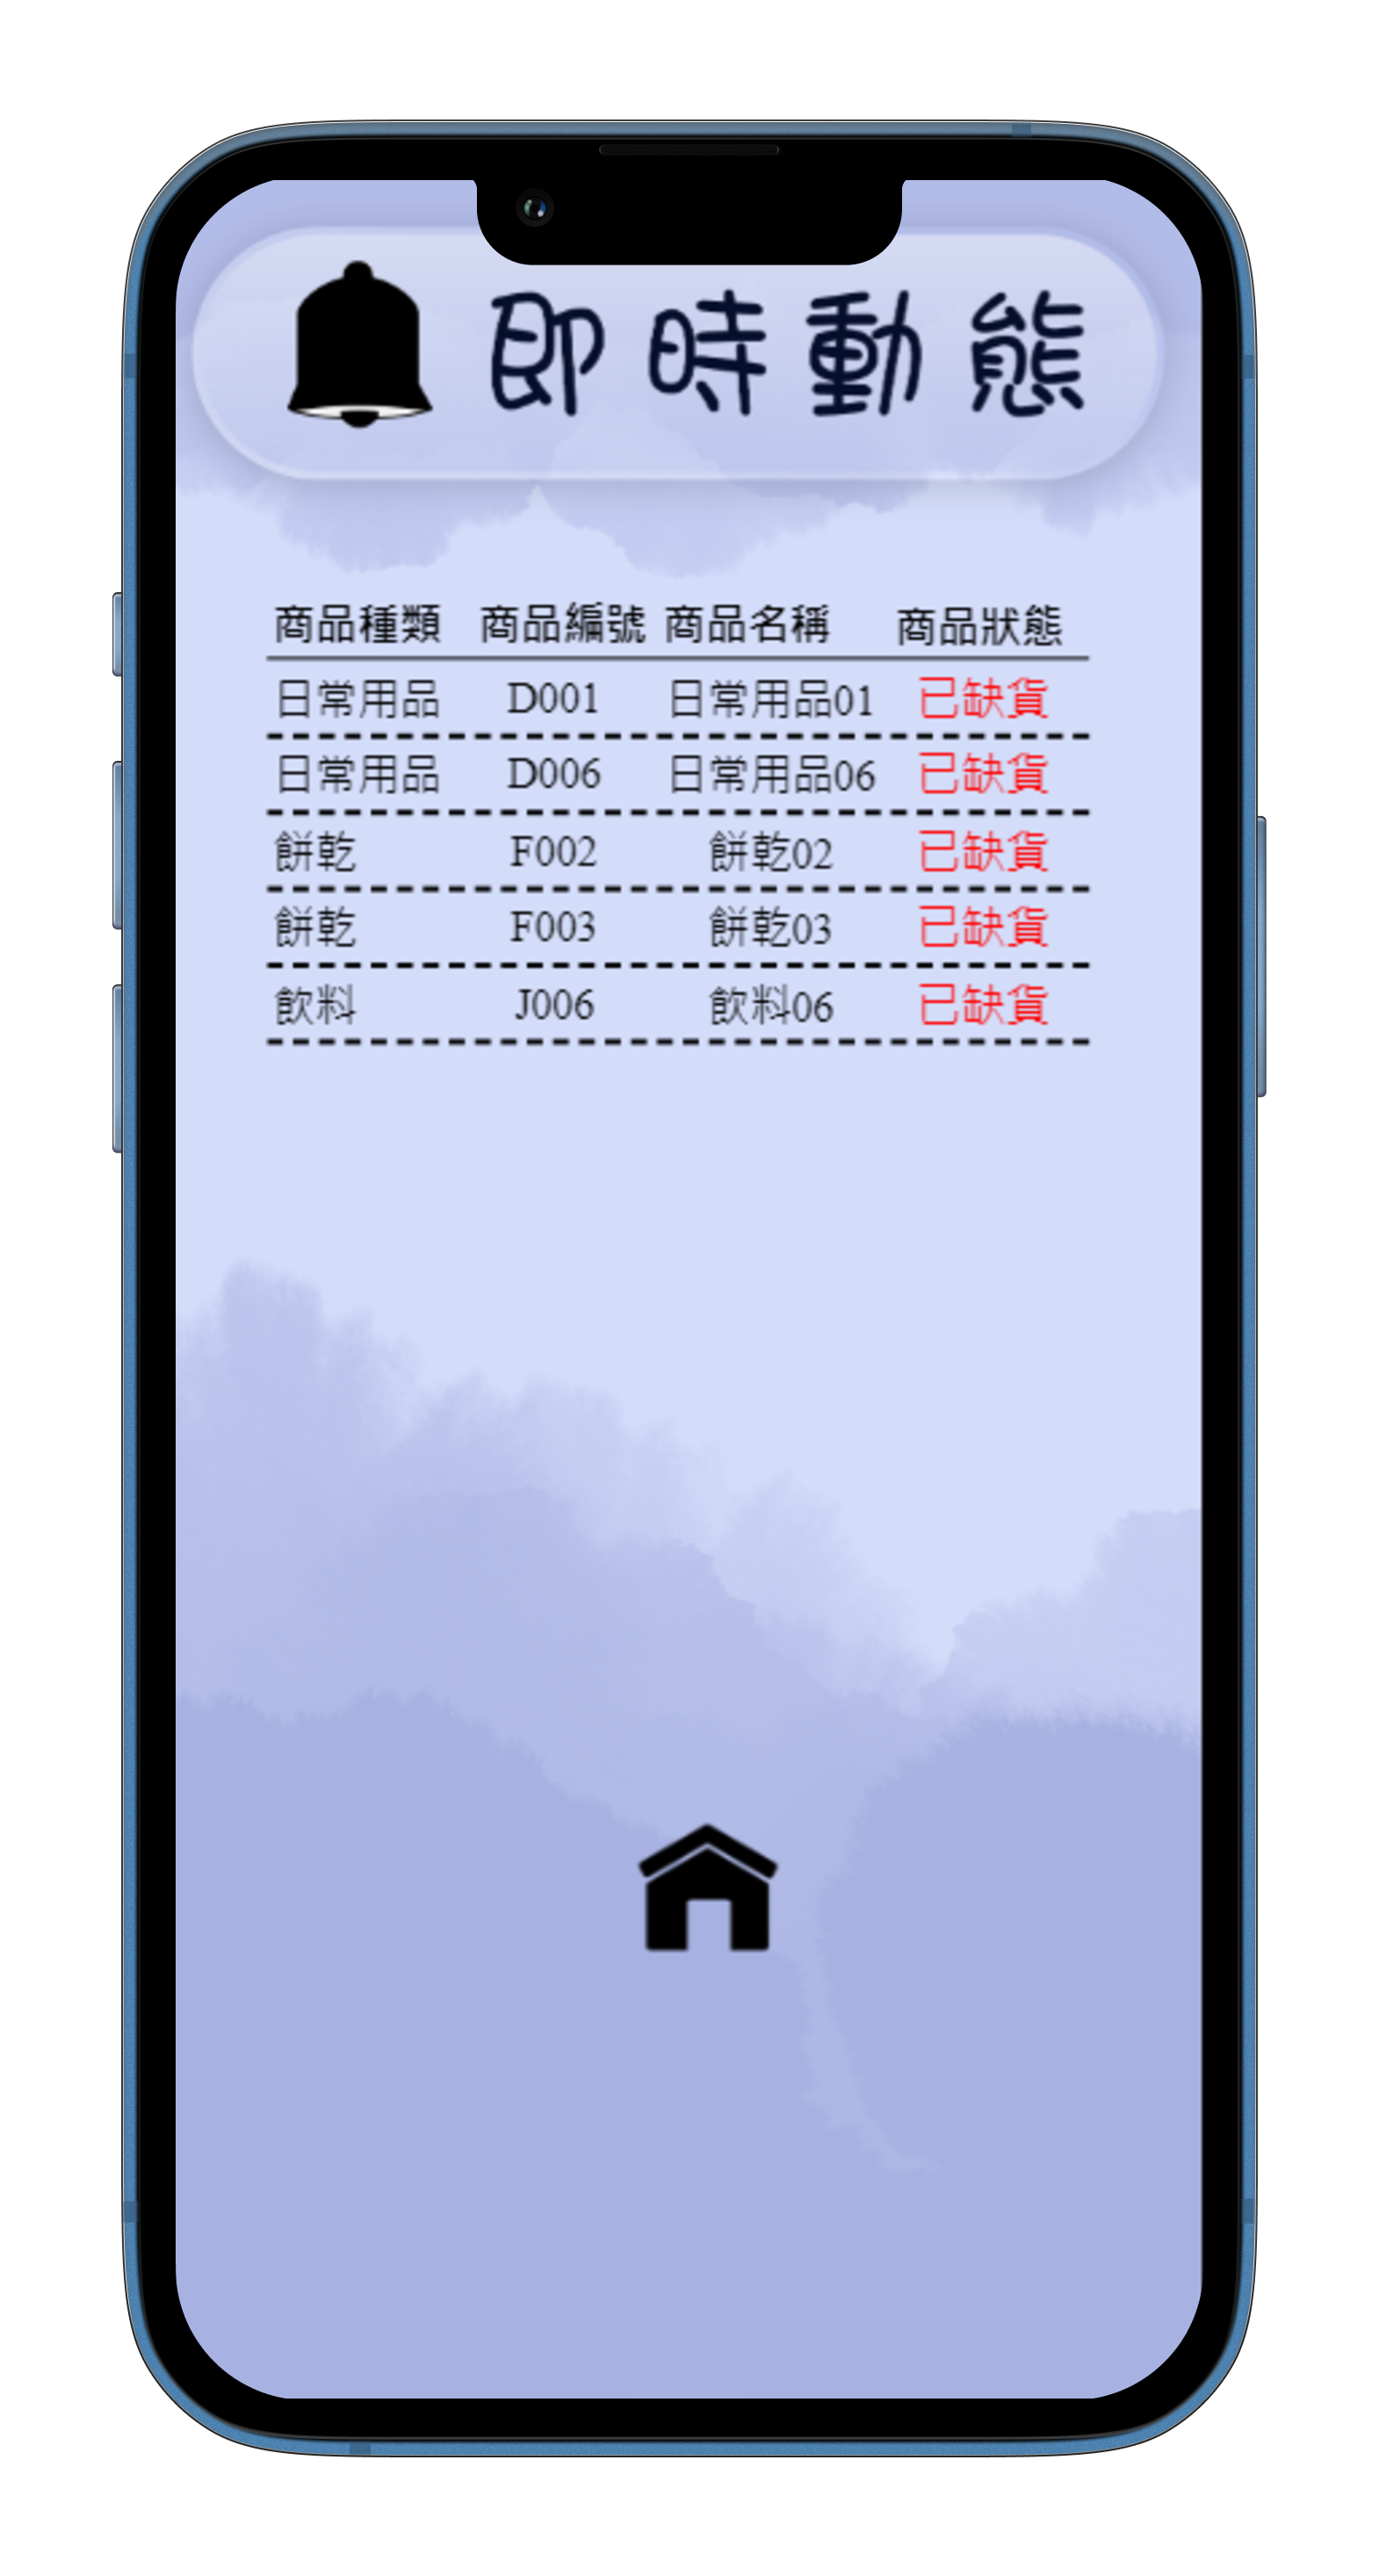 即時動態
商品種類 商品編號 商品名稱 商品狀態
日常用品 D001 日常用品01 已缺貨
日常用品 D006 日常用品06 已缺貨
餅乾 F002 餅乾02 已缺貨
餅乾 F003 餅乾03 已缺貨
飲料 J006 飲料06 已缺貨